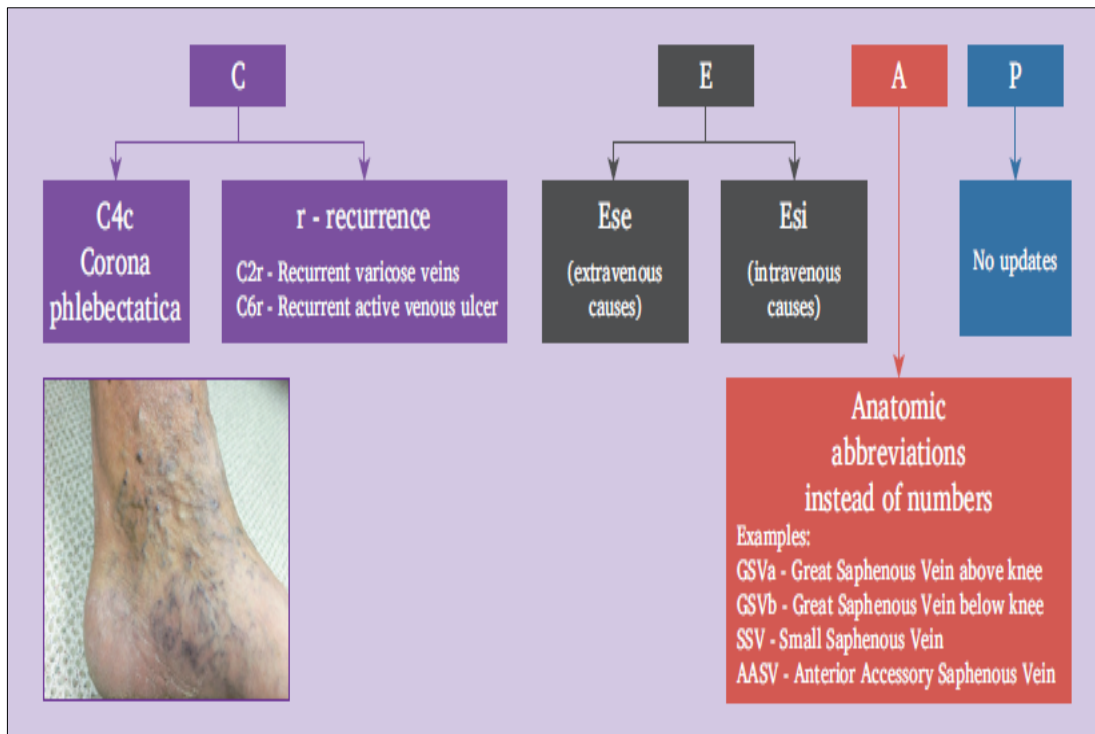 C
E
A
P
C4c
Corona
phlebectatica
r - recurrence
C2r - Recurrent varicose veins
C6r - Recurrent active venous ulcer
Ese
(extravenous
causes)
Esi
(intravenous
causes)
No updates
Anatomic
abbreviations
instead of numbers
Examples:
GSVa - Great Saphenous Vein above knee
GSVb - Great Saphenous Vein below knee
SSV - Small Saphenous Vein
AASV - Anterior Accessory Saphenous Vein